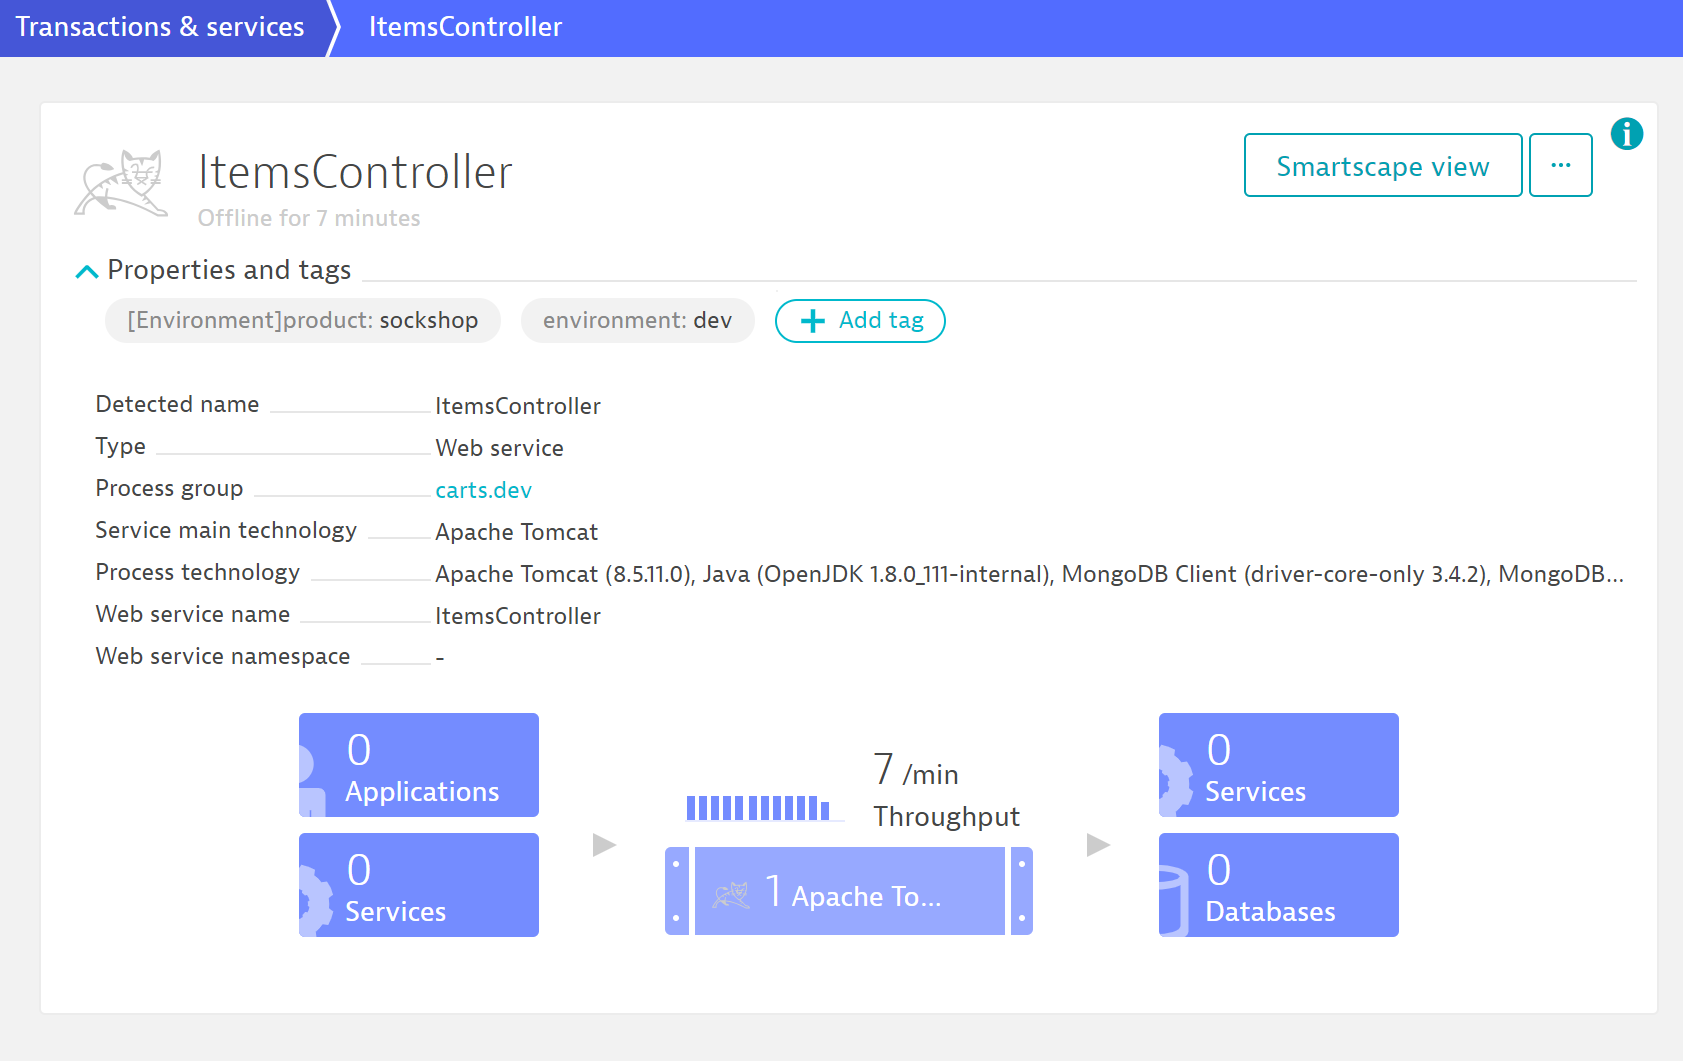 Transactions & services
ItemsController
ItemsController
Smartscape view
...
i
Offline for 7 minutes
Properties and tags
[Environment]product: sockshop
environment: dev
+ Add tag
Detected name
ItemsController
Type
Web service
Process group
carts.dev
Service main technology
Apache Tomcat
Process technology
Apache Tomcat (8.5.11.0), Java (OpenJDK 1.8.0_111-internal), MongoDB Client (driver-core-only 3.4.2), MongoDB...
Web service name
ItemsController
Web service namespace
-
0
Applications
0
Services
7 /min
Throughput
1 Apache To...
0
Services
0
Databases